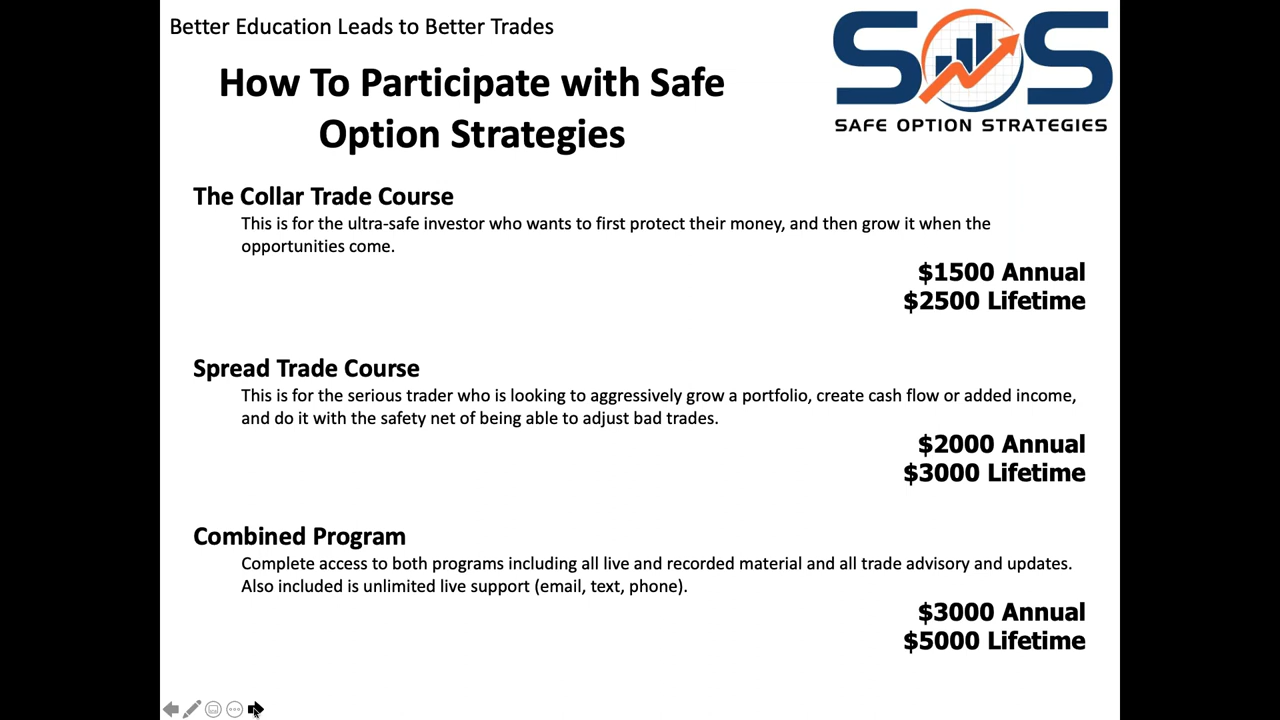 Better Education Leads to Better Trades
How To Participate with Safe
Option Strategies
SOS
SAFE OPTION STRATEGIES
The Collar Trade Course
This is for the ultra-safe investor who wants to first protect their money, and then grow it when the
opportunities come.
$1500 Annual
$2500 Lifetime
Spread Trade Course
This is for the serious trader who is looking to aggressively grow a portfolio, create cash flow or added income,
and do it with the safety net of being able to adjust bad trades.
$2000 Annual
$3000 Lifetime
Combined Program
Complete access to both programs including all live and recorded material and all trade advisory and updates.
Also included is unlimited live support (email, text, phone).
$3000 Annual
$5000 Lifetime